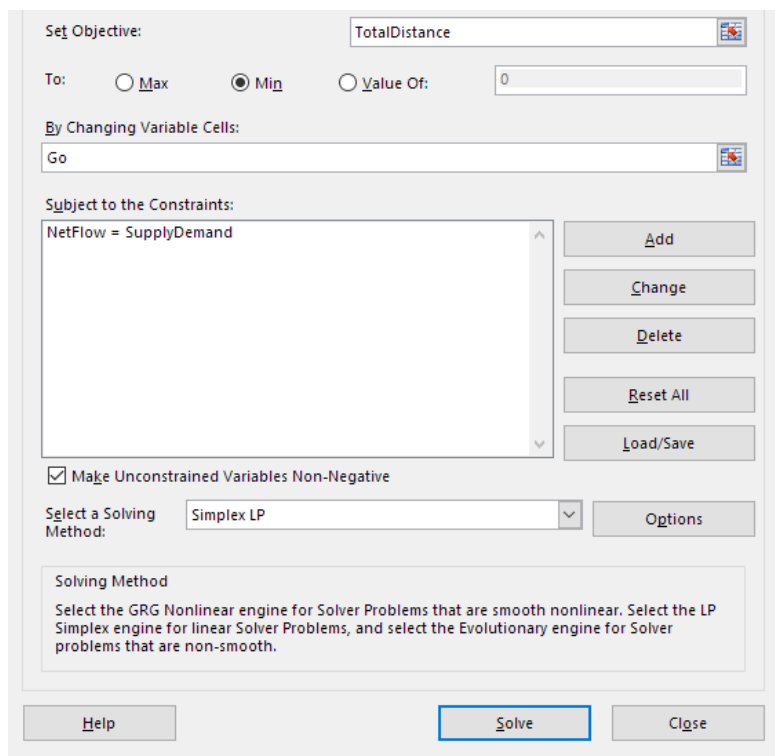 Set Objective:
TotalDistance
To:
Max
Min
Value Of:
0
By Changing Variable Cells:
Go
Subject to the Constraints:
NetFlow = SupplyDemand
Add
Change
Delete
Reset All
Load/Save
Make Unconstrained Variables Non-Negative
Select a Solving
Method:
Simplex LP
Options
Solving Method
Select the GRG Nonlinear engine for Solver Problems that are smooth nonlinear. Select the LP
Simplex engine for linear Solver Problems, and select the Evolutionary engine for Solver
problems that are non-smooth.
Help
Solve
Close